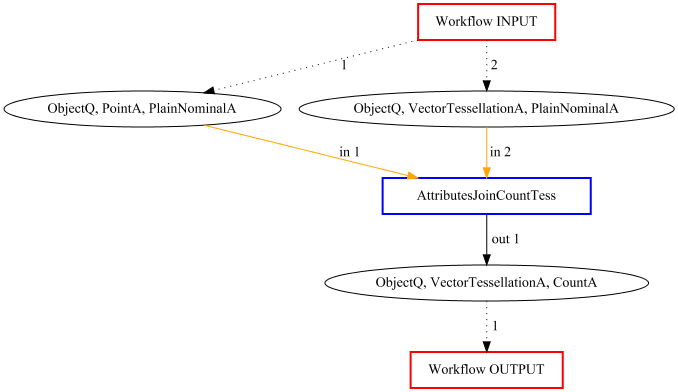 Workflow INPUT
1
2
ObjectQ, PointA, PlainNominalA
ObjectQ, VectorTessellationA, PlainNominalA
in 1
in 2
AttributesJoinCountTess
out 1
ObjectQ, VectorTessellationA, CountA
1
Workflow OUTPUT